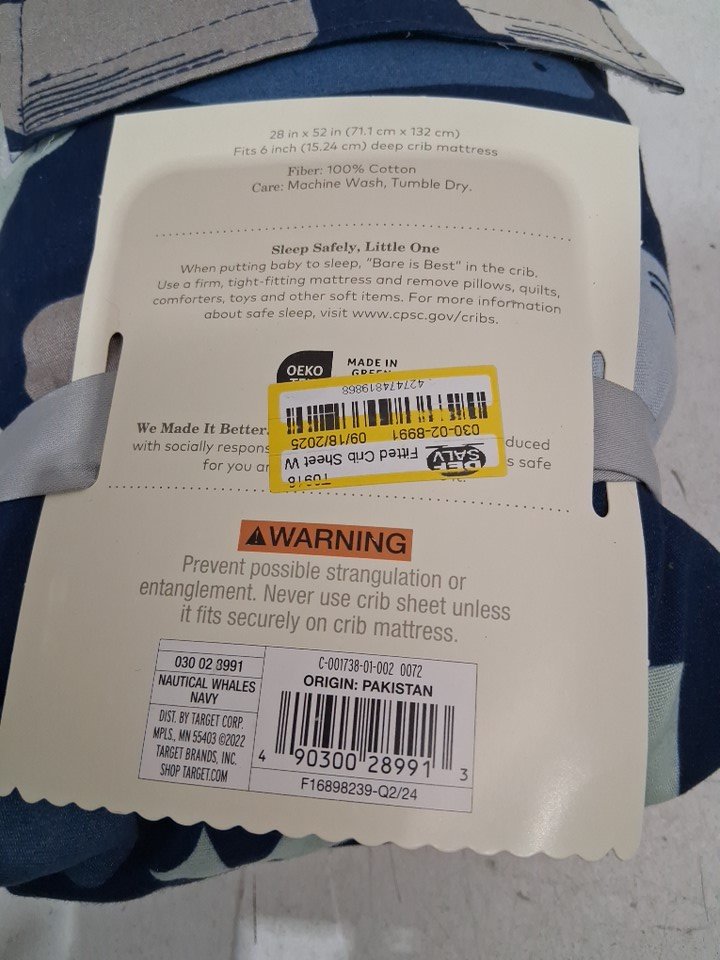 28 in x 52 in (71.1 cm x 132 cm)
Fits 6 inch (15.24 cm) deep crib mattress
Fiber: 100% Cotton
Care: Machine Wash, Tumble Dry.
Sleep Safely, Little One
When putting baby to sleep, "Bare is Best" in the crib.
Use a firm, tight-fitting mattress and remove pillows, quilts,
comforters, toys and other soft items. For more information
about safe sleep, visit www.cpsc.gov/cribs.
OEKO
MADE IN
We Made It Better.
with socially respons
duced
for you
s safe
427474819868
030-02-8991 09/18/2025
Fitted Crib Sheet W
SALV
T0916
WARNING
Prevent possible strangulation or
entanglement. Never use crib sheet unless
it fits securely on crib mattress.
030 02 8991
NAUTICAL WHALES
NAVY
DIST. BY TARGET CORP.
MPLS., MN 55403 ©2022
TARGET BRANDS, INC.
SHOP TARGET.COM
C-001738-01-002 0072
ORIGIN: PAKISTAN
4 90300 28991 3
F16898239-Q2/24